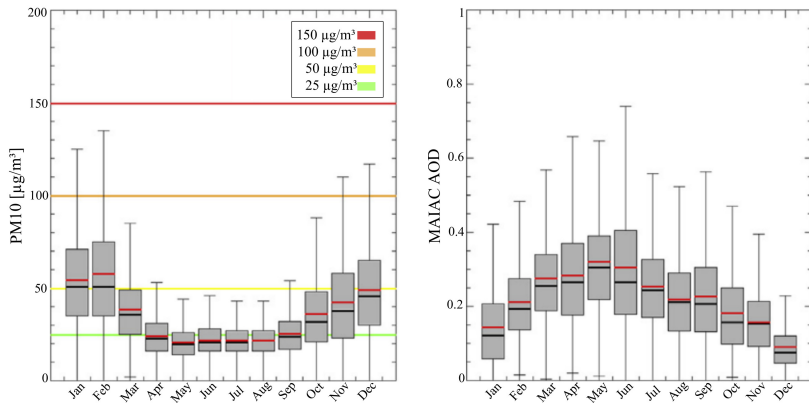 200
150
100
50
0
PM10 [µg/m³]
150 µg/m³
100 µg/m³
50 µg/m³
25 µg/m³
Jan Feb Mar Apr May Jun Jul Aug Sep Oct Nov Dec
1
0.8
0.6
0.4
0.2
0
MAIAC AOD
Jan Feb Mar Apr May Jun Jul Aug Sep Oct Nov Dec